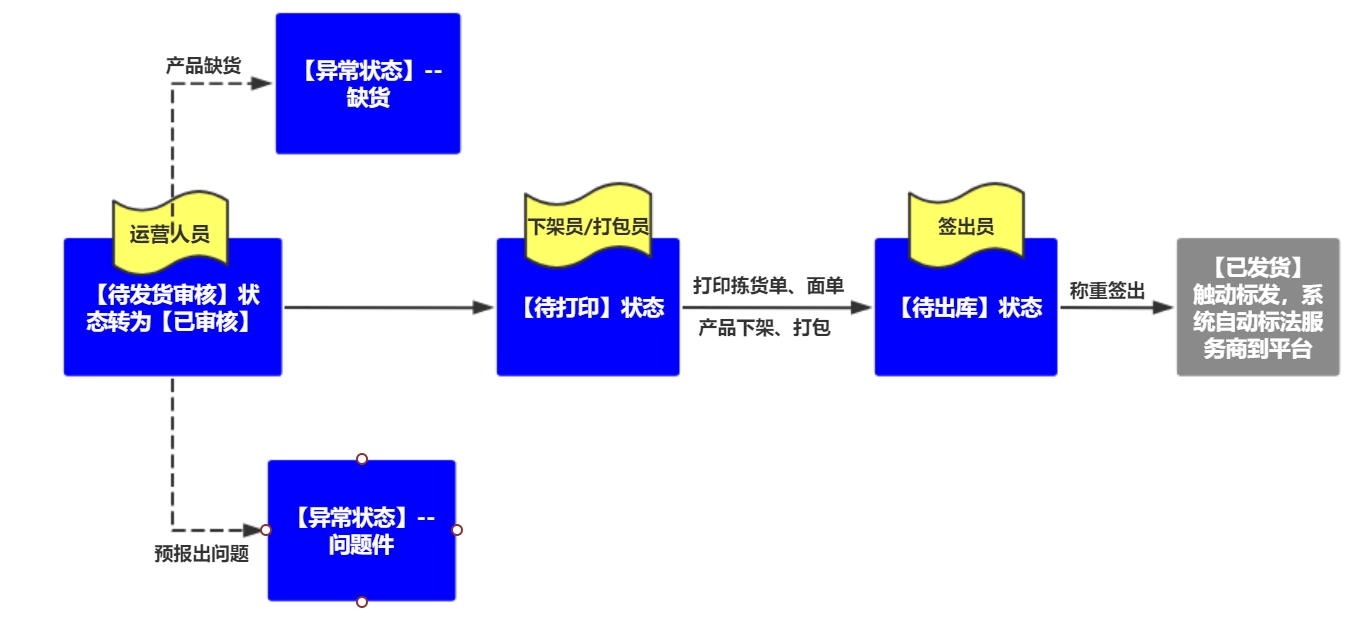 产品缺货
【异常状态】--
缺货
运营人员
【待发货审核】状
态转为【已审核】
下架员/打包员
【待打印】状态
打印拣货单、面单
产品下架、打包
签出员
【待出库】状态
称重签出
【已发货】
触动标发，系
统自动标法服
务商到平台
预报出问题
【异常状态】--
问题件